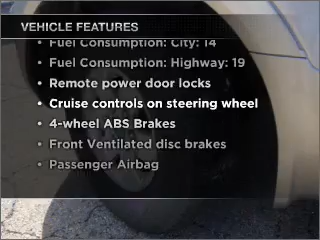 VEHICLE FEATURES
• Fuel Consumption: City: 14
• Fuel Consumption: Highway: 19
• Remote power door locks
• Cruise controls on steering wheel
• 4-wheel ABS Brakes
• Front Ventilated disc brakes
• Passenger Airbag